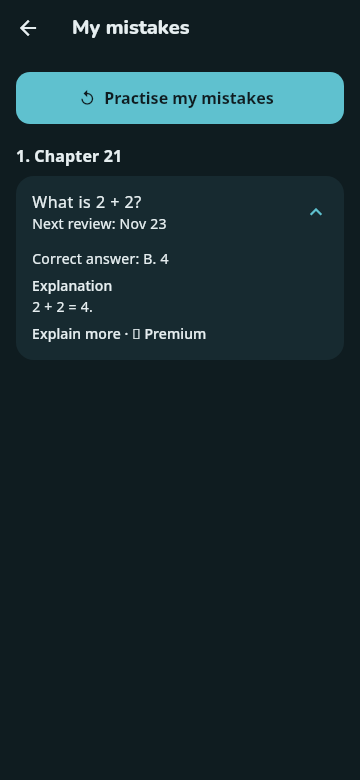 My mistakes
Practise my mistakes
1. Chapter 21
What is 2 + 2?
Next review: Nov 23
Correct answer: B. 4
Explanation
2 + 2 = 4.
Explain more · ▯ Premium